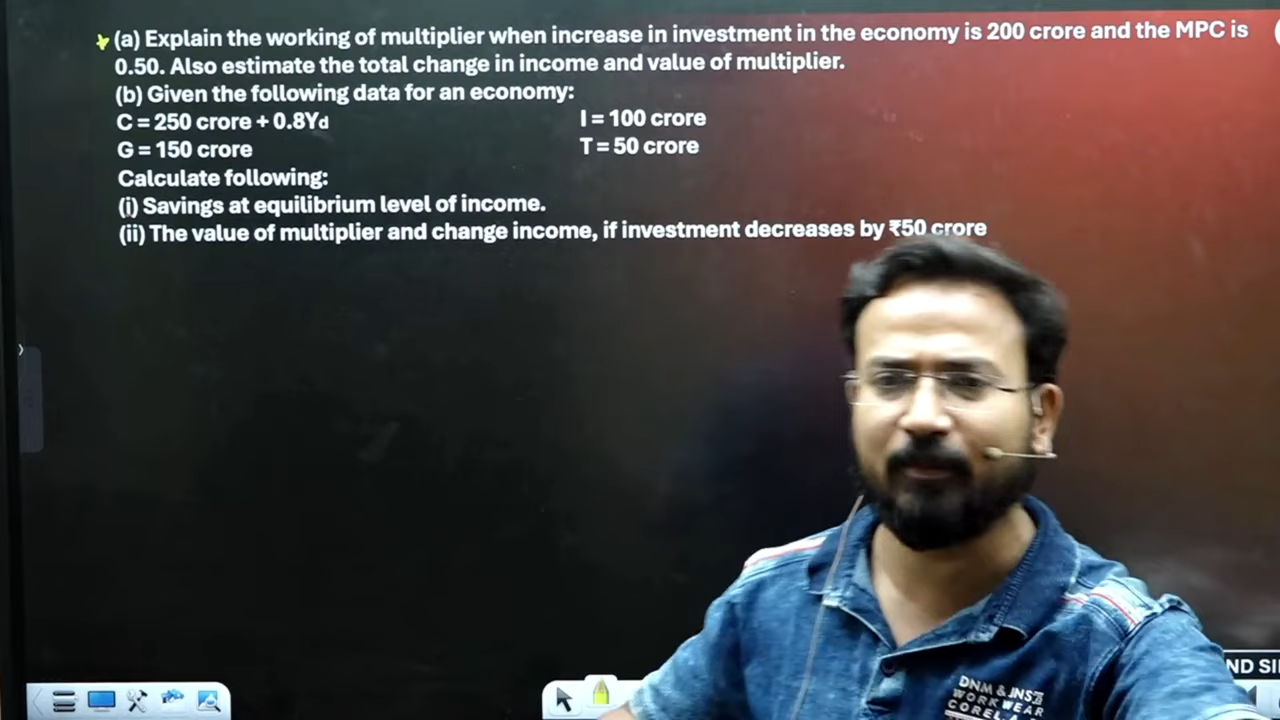 (a) Explain the working of multiplier when increase in investment in the economy is 200 crore and the MPC is
0.50. Also estimate the total change in income and value of multiplier.
(b) Given the following data for an economy:
C = 250 crore + 0.8Yd I = 100 crore
G = 150 crore T = 50 crore
Calculate following:
(i) Savings at equilibrium level of income.
(ii) The value of multiplier and change income, if investment decreases by ₹50 crore
ND SI
DNM & JNS
WORKWEAR